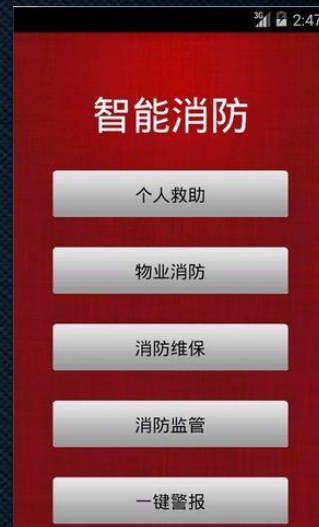 3G 2:47
智能消防
个人救助
物业消防
消防维保
消防监管
一键警报